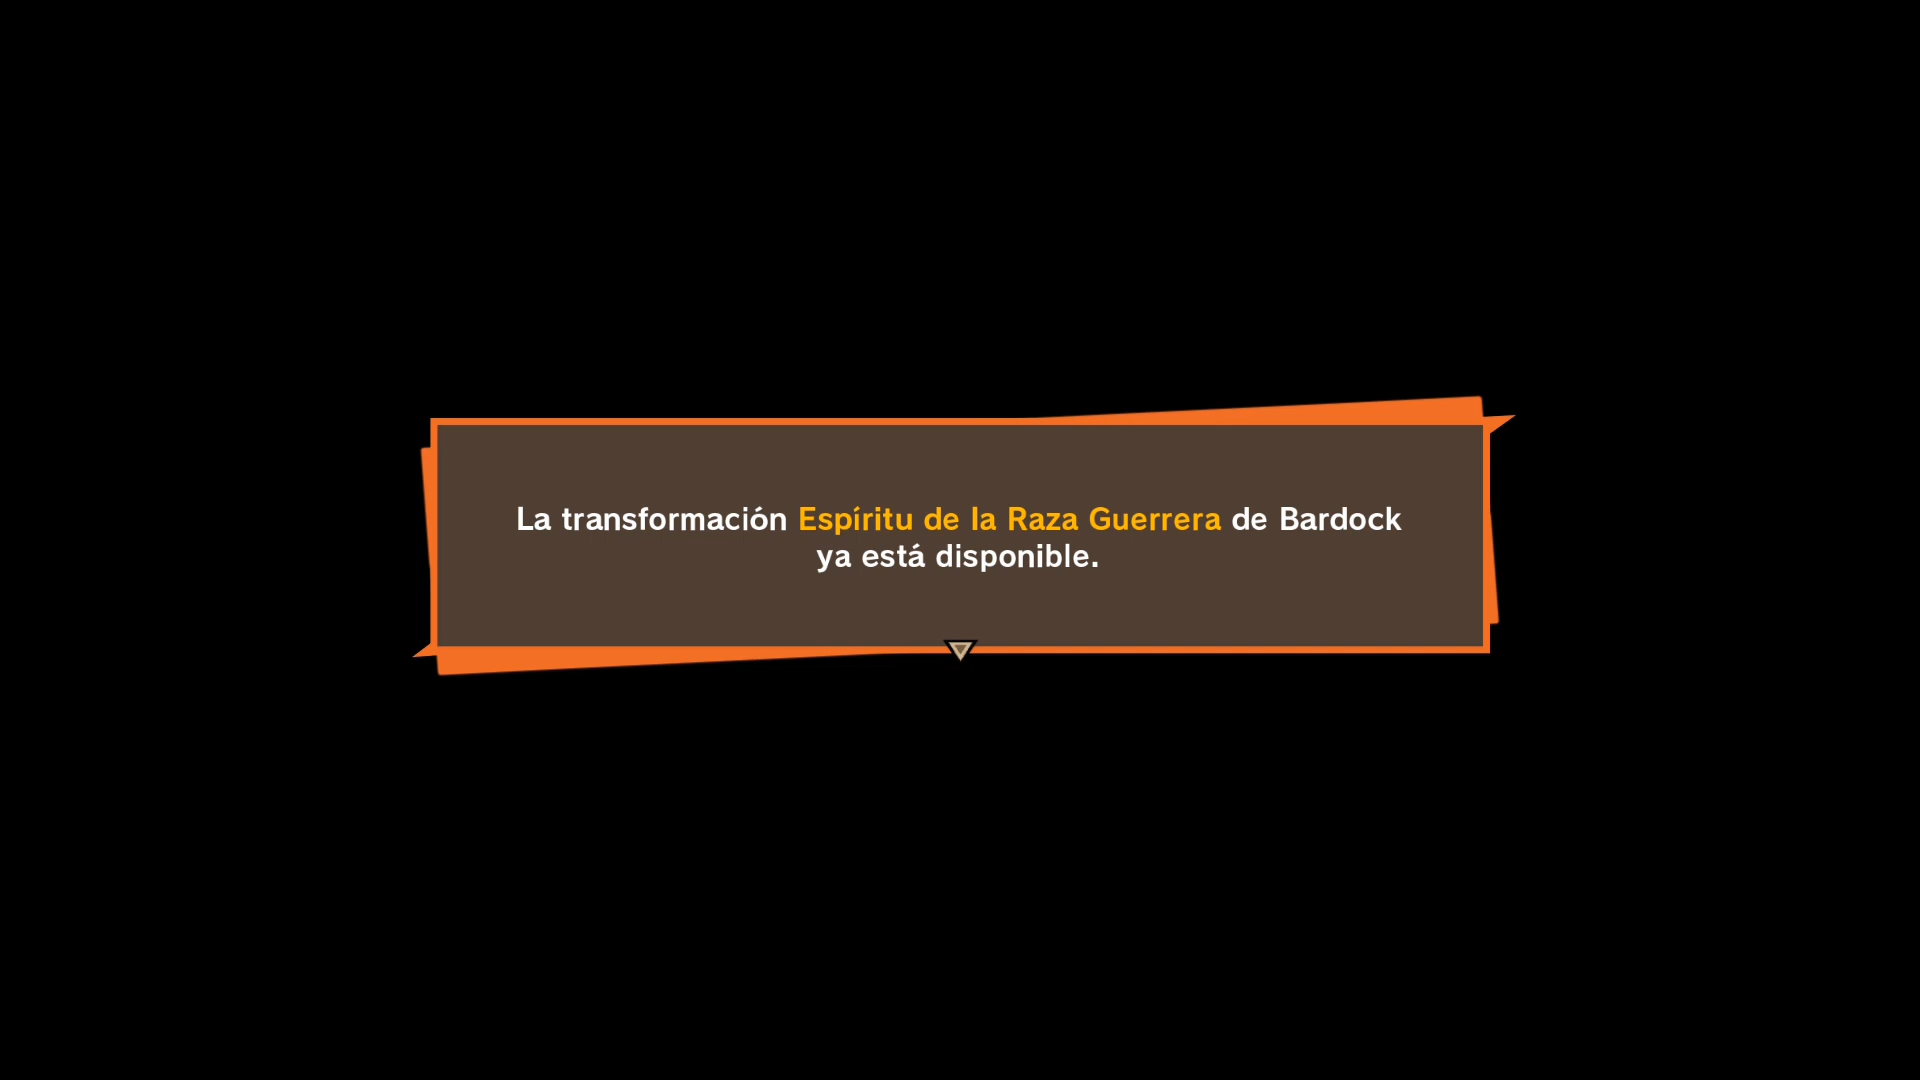 La transformación Espíritu de la Raza Guerrera de Bardock
ya está disponible.